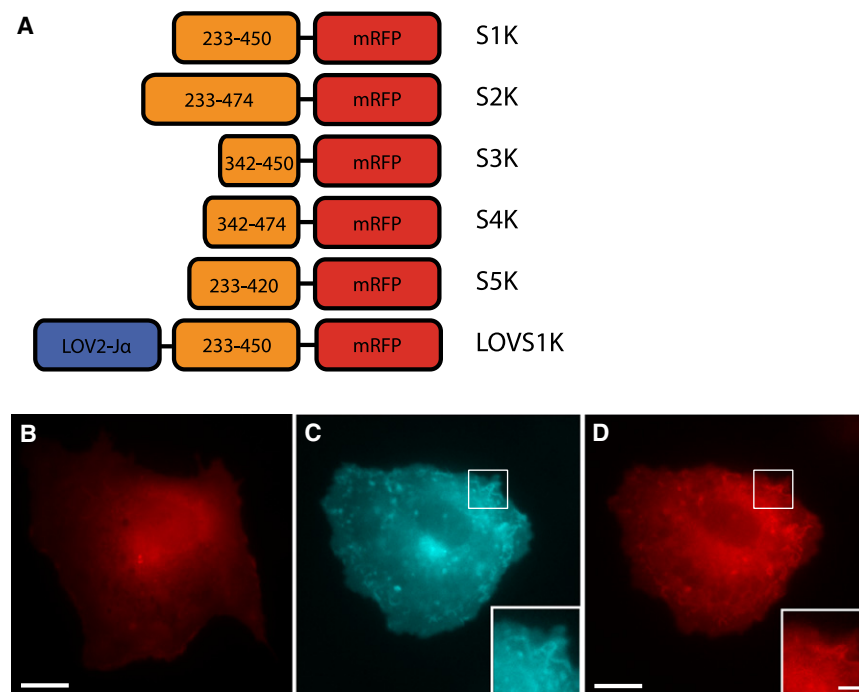 A
233-450 mRFP S1K
233-474 mRFP S2K
342-450 mRFP S3K
342-474 mRFP S4K
233-420 mRFP S5K
LOV2-Jα 233-450 mRFP LOVS1K
B C D